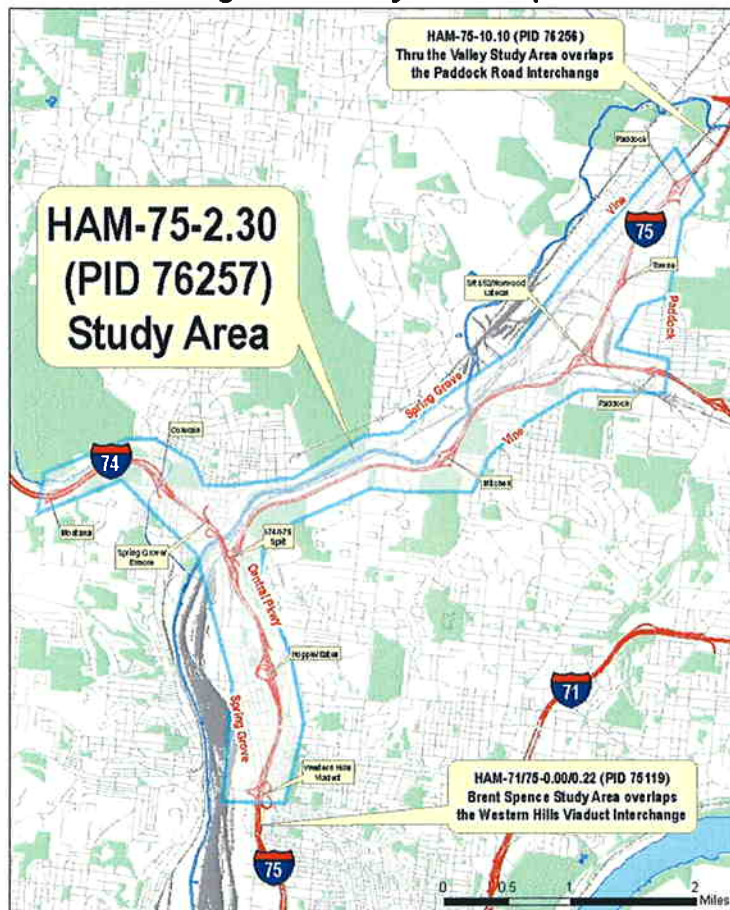 HAM-75-10.10 (PID 76256)
Thru the Valley Study Area overlaps
the Paddock Road Interchange
Paddock
Vine
75
HAM-75-2.30
(PID 76257)
Study Area
Towne
SR 562/Norwood
Lateral
Paddock
Spring Grove
Paddock
Vine
Colerain
74
Mitchell
Montana
I-74/I-75
Split
Spring Grove/
Elmore
Central Pkwy
Hopple/Bates
71
Spring Grove
Western Hills
Viaduct
HAM-71/75-0.00/0.22 (PID 75119)
Brent Spence Study Area overlaps
the Western Hills Viaduct Interchange
75
0 0.5 1 2
Miles